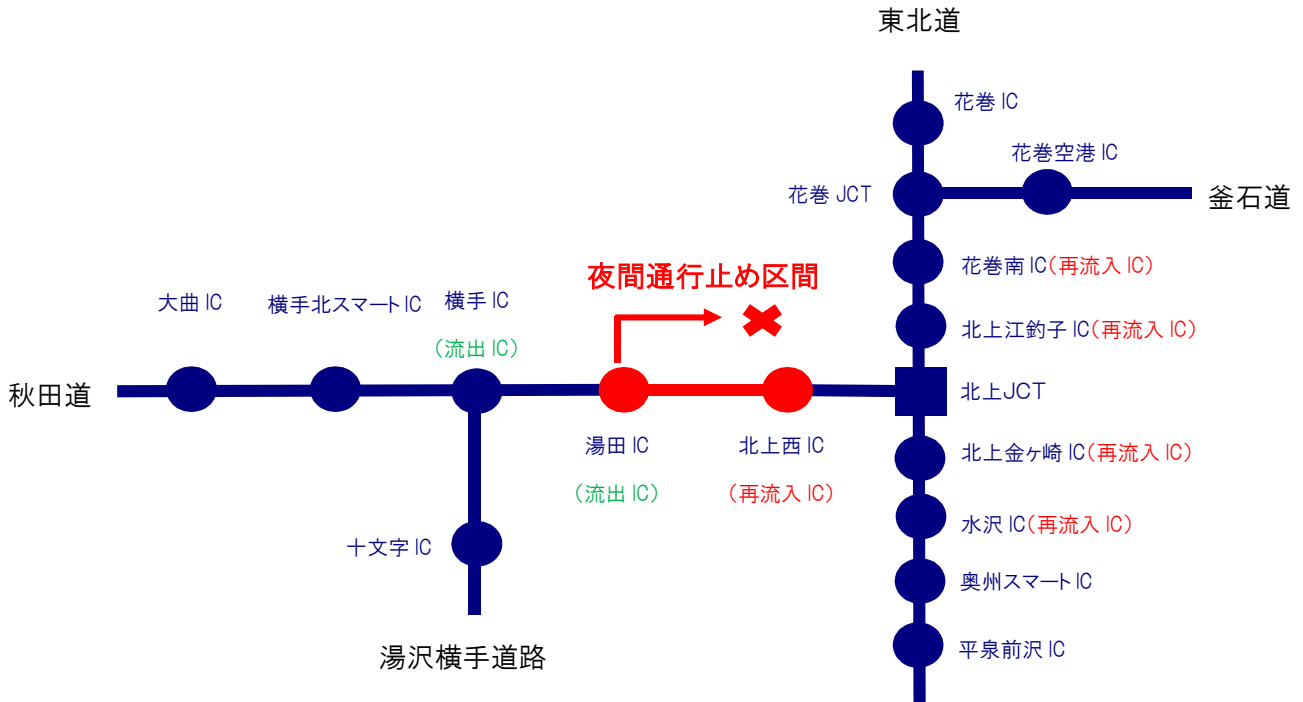 東北道
花巻 IC
花巻空港 IC
花巻 JCT
釜石道
花巻南 IC(再流入 IC)
夜間通行止め区間
大曲 IC
横手北スマート IC
横手 IC
(流出 IC)
北上江釣子 IC(再流入 IC)
秋田道
北上JCT
湯田 IC
(流出 IC)
北上西 IC
(再流入 IC)
北上金ヶ崎 IC(再流入 IC)
水沢 IC(再流入 IC)
十文字 IC
奥州スマート IC
平泉前沢 IC
湯沢横手道路